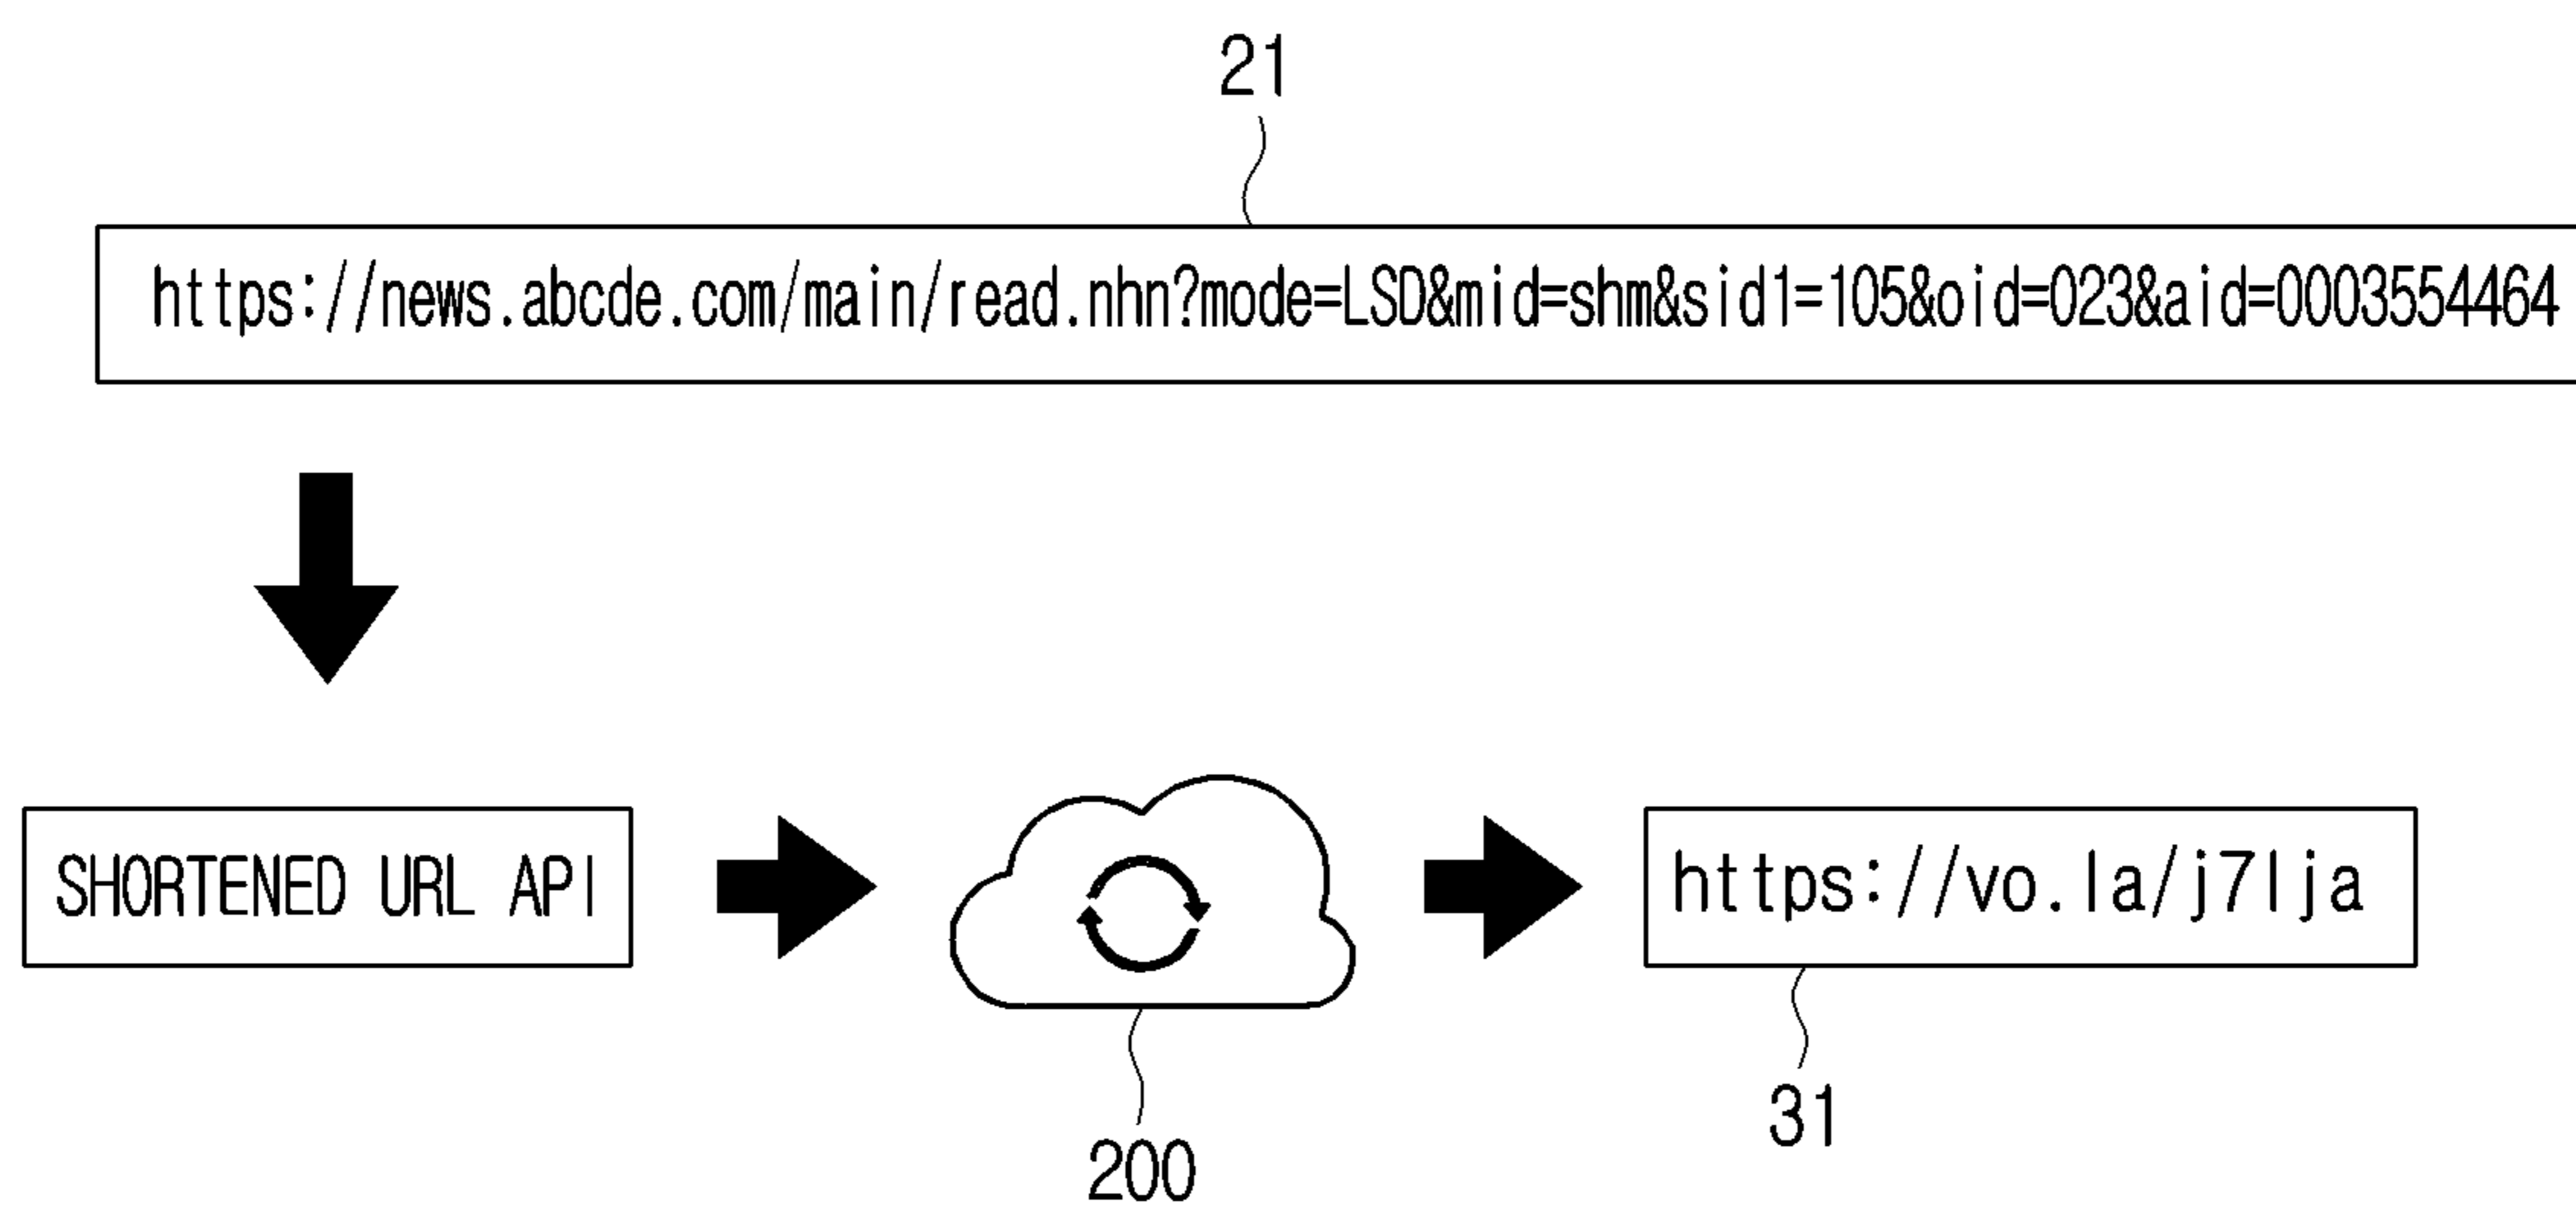 21
https://news.abcde.com/main/read.nhn?mode=LSD&mid=shm&sid1=105&oid=023&aid=0003554464
SHORTENED URL API
https://vo.la/j7lja
200
31